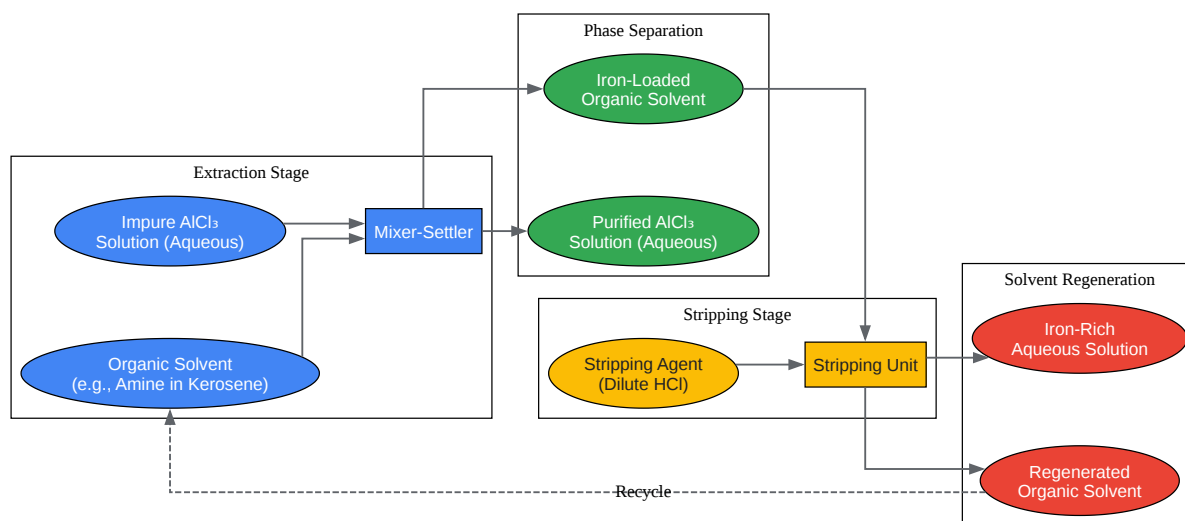 Phase Separation
Iron-Loaded
Organic Solvent
Extraction Stage
Impure AlCl₃
Solution (Aqueous)
Mixer-Settler
Purified AlCl₃
Solution (Aqueous)
Organic Solvent
(e.g., Amine in Kerosene)
Stripping Stage
Stripping Agent
(Dilute HCl)
Stripping Unit
Solvent Regeneration
Iron-Rich
Aqueous Solution
Regenerated
Organic Solvent
Recycle